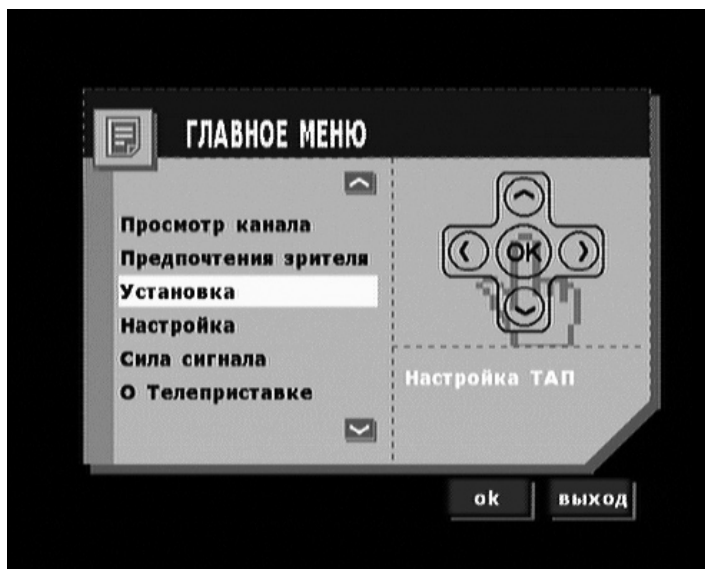 ГЛАВНОЕ МЕНЮ
Просмотр канала
Предпочтения зрителя
Установка
Настройка
Сила сигнала
О Телеприставке
OK
Настройка ТАП
ok
выход